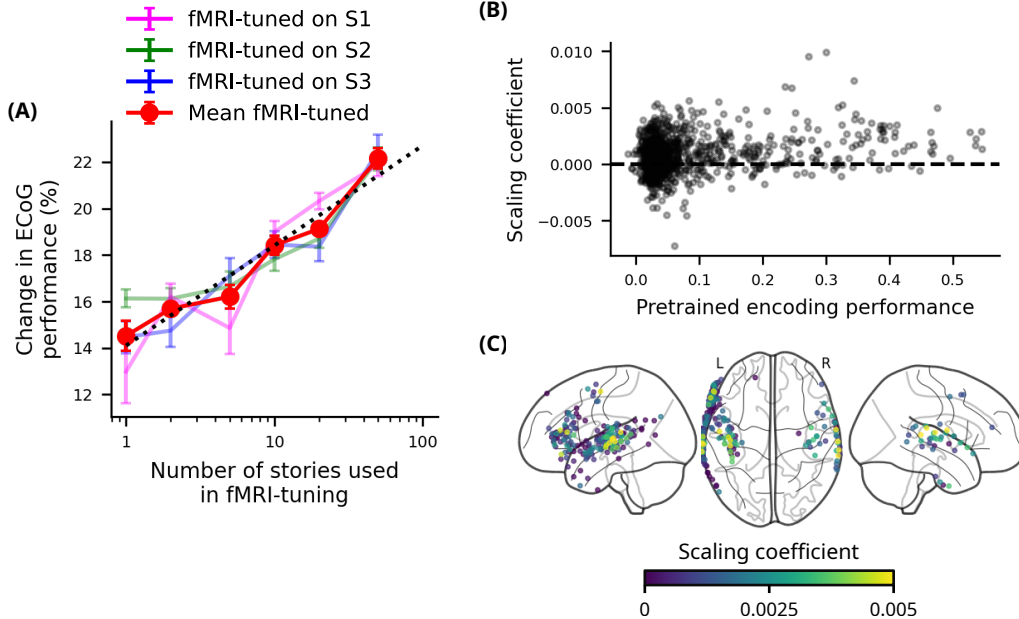 fMRI-tuned on S1
fMRI-tuned on S2
fMRI-tuned on S3
Mean fMRI-tuned
(A)
22
20
18
16
14
12
Change in ECoG
performance (%)
1
10
100
Number of stories used
in fMRI-tuning
(B)
0.010
0.005
0.000
−0.005
Scaling coefficient
0.0
0.1
0.2
0.3
0.4
0.5
Pretrained encoding performance
(C)
L
R
Scaling coefficient
0
0.0025
0.005